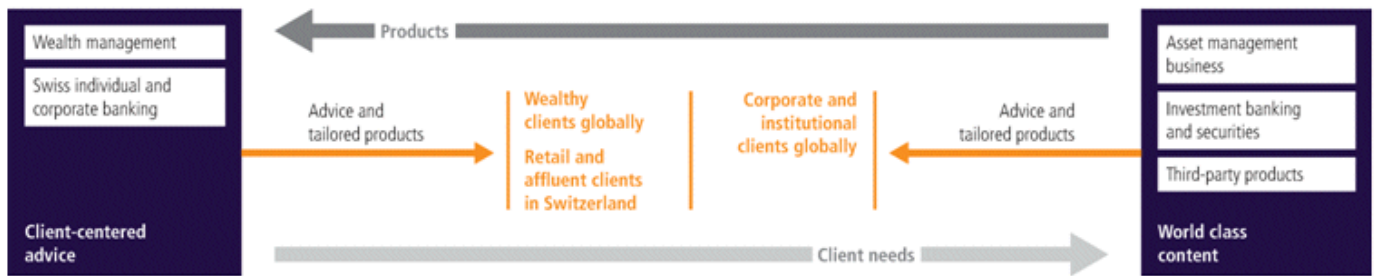 Wealth management
Swiss individual and
corporate banking
Client-centered
advice
Products
Advice and
tailored products
Wealthy
clients globally
Retail and
affluent clients
in Switzerland
Corporate and
institutional
clients globally
Advice and
tailored products
Client needs
Asset management
business
Investment banking
and securities
Third-party products
World class
content